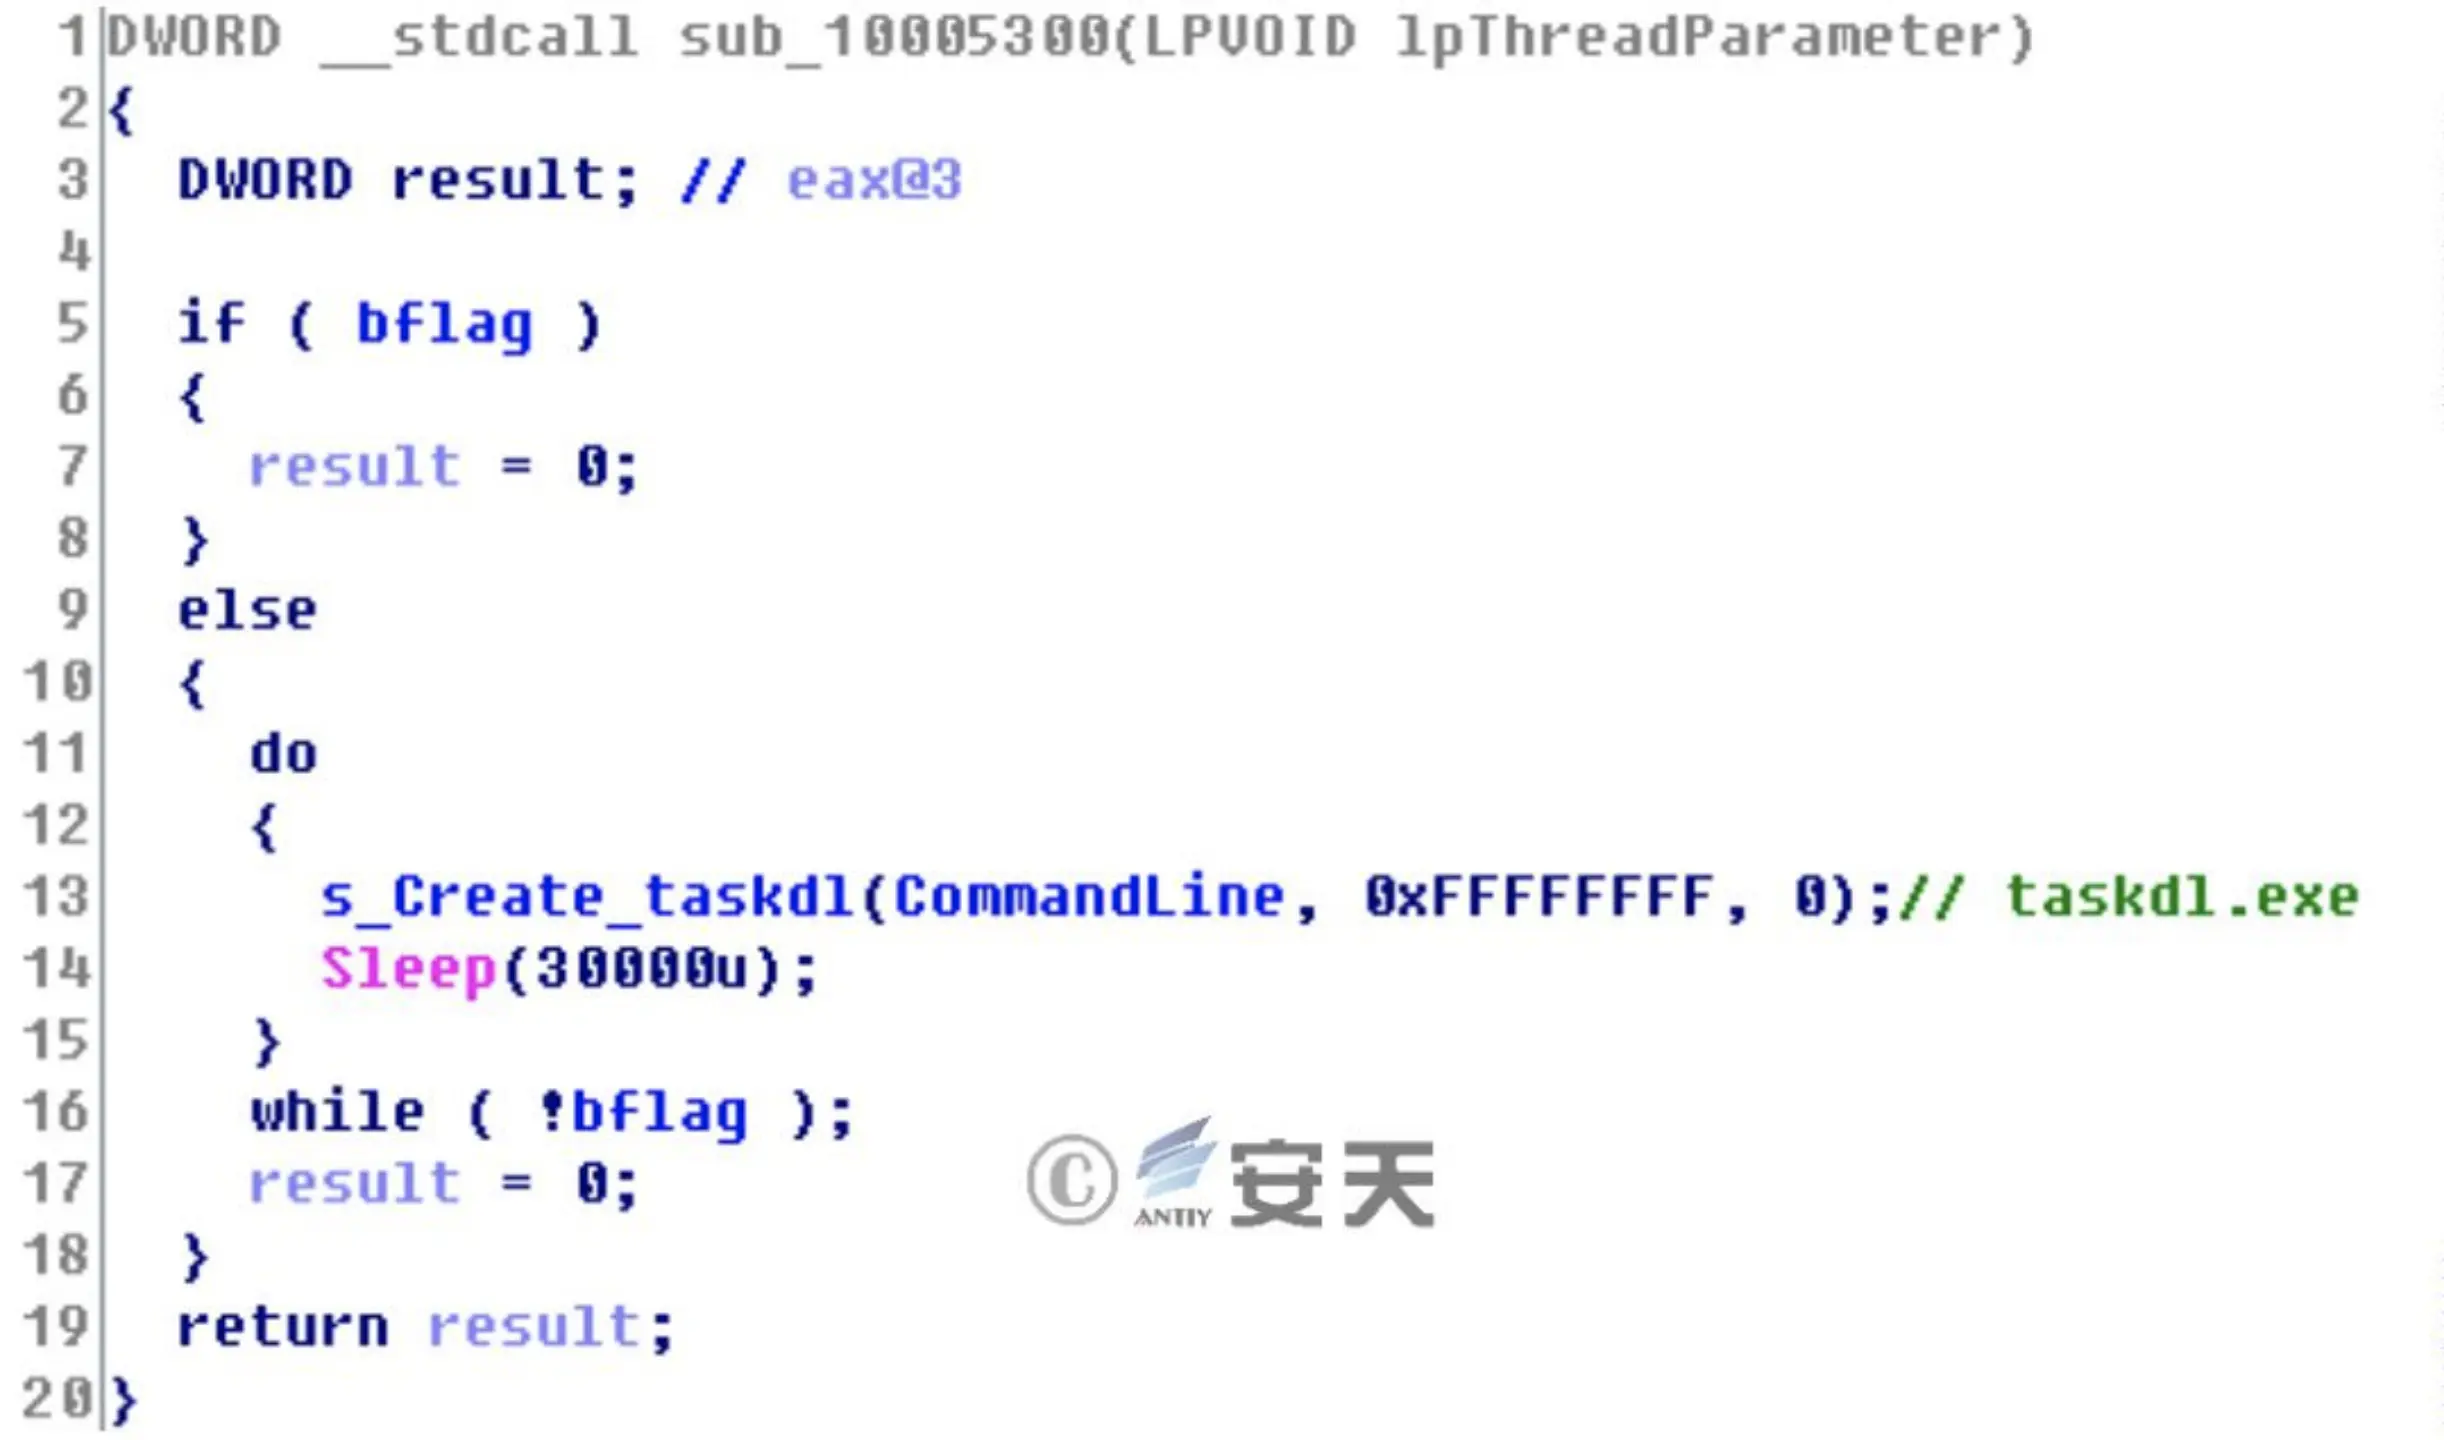 1 DWORD __stdcall sub_10005300(LPVOID lpThreadParameter)
2 {
3   DWORD result; // eax@3
4
5   if ( bflag )
6   {
7     result = 0;
8   }
9   else
10   {
11     do
12     {
13       s_Create_taskdl(CommandLine, 0xFFFFFFFF, 0);// taskdl.exe
14       Sleep(30000u);
15     }
16     while ( !bflag );
17     result = 0;
18   }
19   return result;
20 }
© ANTIY 安天